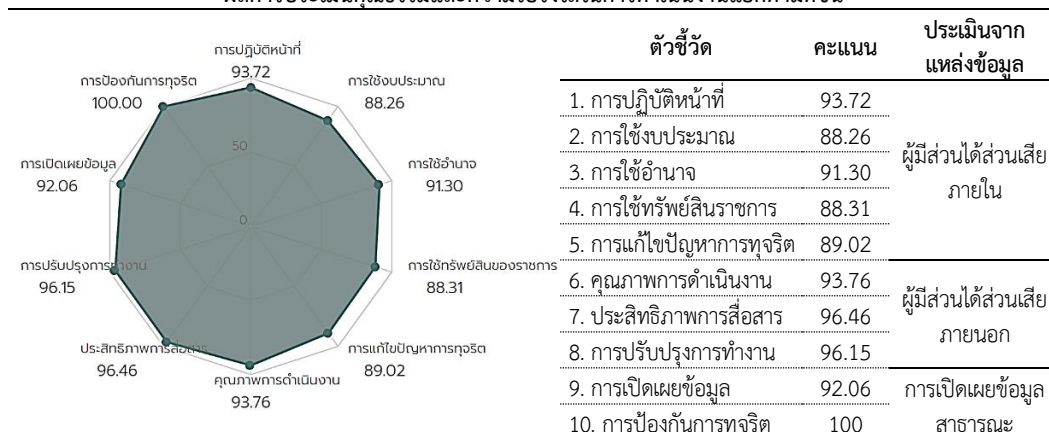 การปฏิบัติหน้าที่
93.72
การป้องกันการทุจริต
100.00
การใช้งบประมาณ
88.26
50
การเปิดเผยข้อมูล
92.06
การใช้อำนาจ
91.30
0
การปรับปรุงการทำงาน
96.15
การใช้ทรัพย์สินของราชการ
88.31
ประสิทธิภาพการสื่อสาร
96.46
การแก้ไขปัญหาการทุจริต
89.02
คุณภาพการดำเนินงาน
93.76
ตัวชี้วัด คะแนน ประเมินจาก
แหล่งข้อมูล
1. การปฏิบัติหน้าที่ 93.72
2. การใช้งบประมาณ 88.26
3. การใช้อำนาจ 91.30
4. การใช้ทรัพย์สินราชการ 88.31
5. การแก้ไขปัญหาการทุจริต 89.02
ผู้มีส่วนได้ส่วนเสีย
ภายใน
6. คุณภาพการดำเนินงาน 93.76
7. ประสิทธิภาพการสื่อสาร 96.46
8. การปรับปรุงการทำงาน 96.15
ผู้มีส่วนได้ส่วนเสีย
ภายนอก
9. การเปิดเผยข้อมูล 92.06
10. การป้องกันการทุจริต 100
การเปิดเผยข้อมูล
สาธารณะ